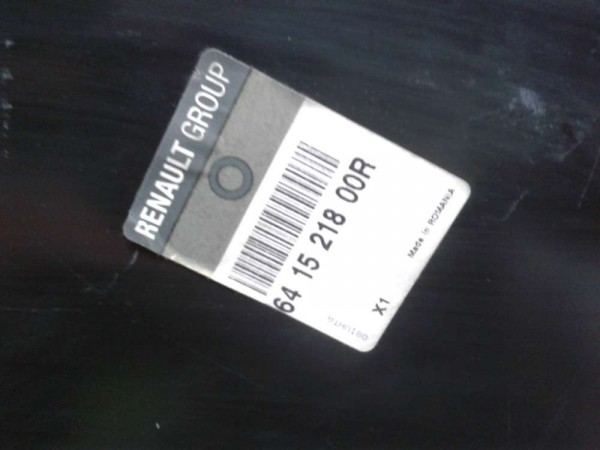 RENAULT GROUP
64 15 218 00R
Made in ROMANIA
X1